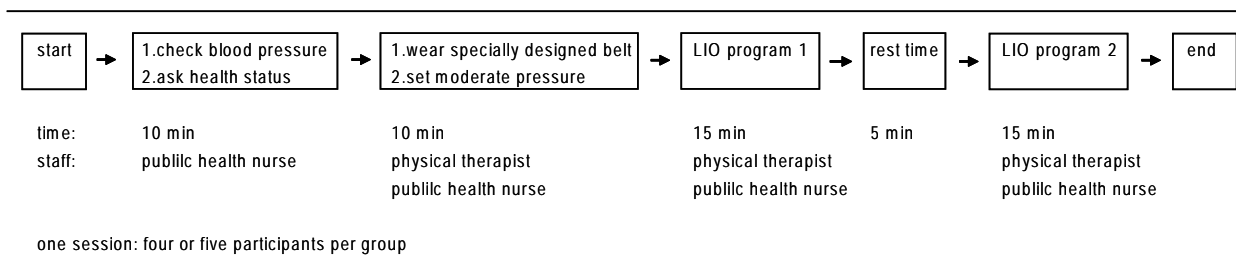 start
1.check blood pressure
2.ask health status
1.wear specially designed belt
2.set moderate pressure
LIO program 1
rest time
LIO program 2
end
time: 10 min 10 min 15 min 5 min 15 min
staff: publilc health nurse physical therapist physical therapist physical therapist
publilc health nurse publilc health nurse publilc health nurse
one session: four or five participants per group